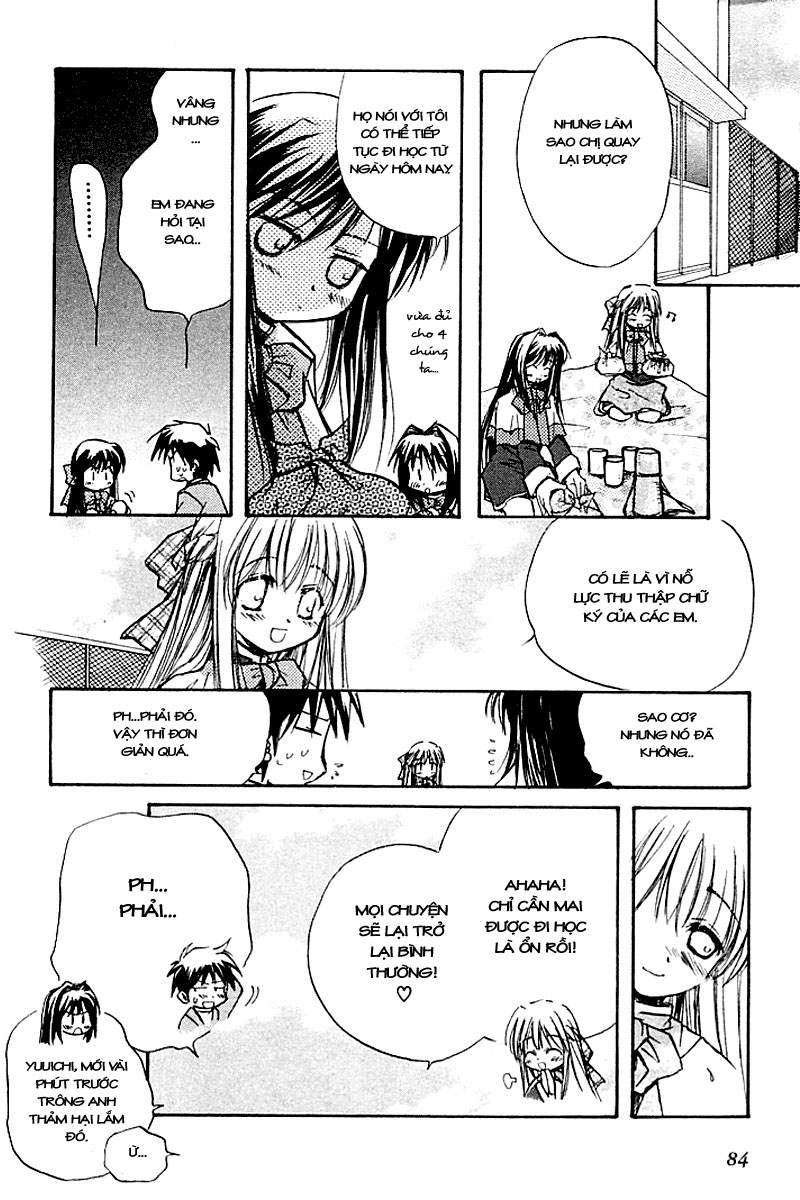 NHƯNG LÀM
SAO CHỊ QUAY
LẠI ĐƯỢC?
HỌ NÓI VỚI TÔI
CÓ THỂ TIẾP
TỤC ĐI HỌC TỪ
NGÀY HÔM NAY.
vừa đủ
cho 4
chúng
ta...
VÂNG,
NHƯNG
...
EM ĐANG
HỎI TẠI
SAO...
.......
CÓ LẼ LÀ VÌ NỖ
LỰC THU THẬP CHỮ
KÝ CỦA CÁC EM.
SAO CƠ?
NHƯNG NÓ ĐÃ
KHÔNG..
PH...PHẢI ĐÓ.
VẬY THÌ ĐƠN
GIẢN QUÁ.
AHAHA!
CHỈ CẦN MAI
ĐƯỢC ĐI HỌC
LÀ ỔN RỒI!
MỌI CHUYỆN
SẼ LẠI TRỞ
LẠI BÌNH
THƯỜNG!
♡
PH...
PHẢI...
YUUICHI, MỚI VÀI
PHÚT TRƯỚC
TRÔNG ANH
THẢM HẠI LẮM
ĐÓ.
Ừ...
84